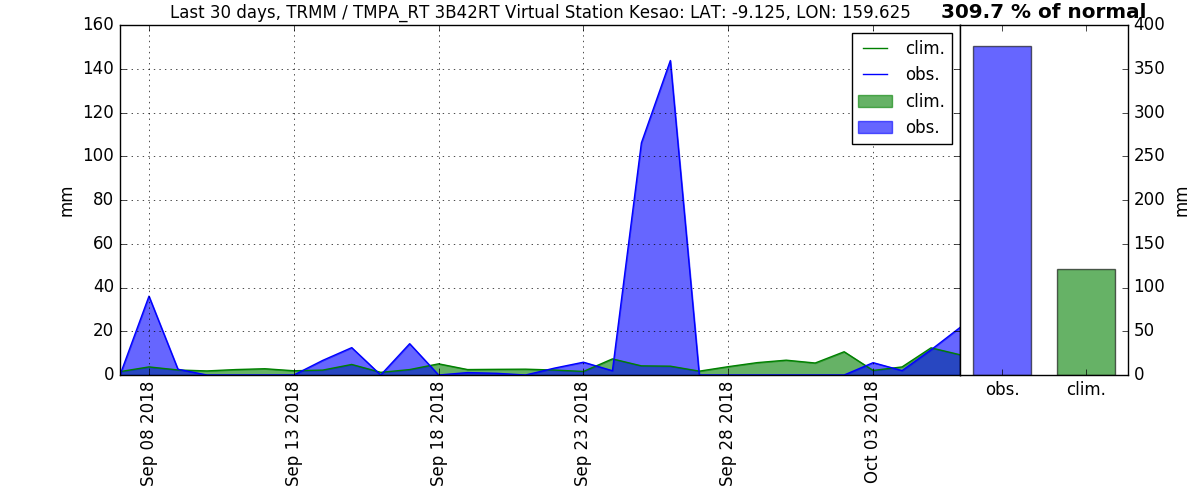 Last 30 days, TRMM / TMPA_RT 3B42RT Virtual Station Kesao: LAT: -9.125, LON: 159.625
309.7 % of normal
160
140
120
100
80
60
40
20
0
mm
clim.
obs.
clim.
obs.
400
350
300
250
200
150
100
50
0
mm
Sep 08 2018
Sep 13 2018
Sep 18 2018
Sep 23 2018
Sep 28 2018
Oct 03 2018
obs.
clim.